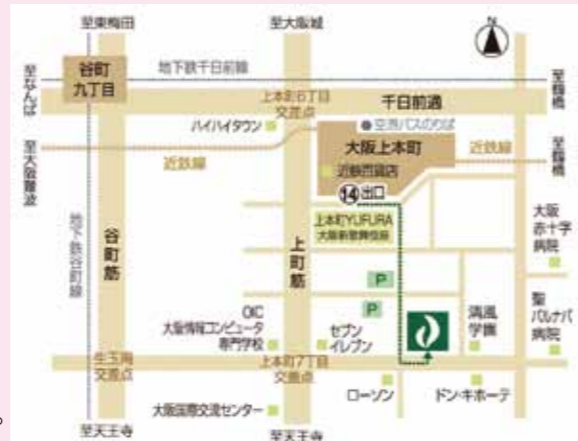 至東梅田
至大阪城
N
谷町
九丁目
地下鉄千日前線
至なんば
上本町6丁目
交差点
千日前通
至鶴橋
ハイハイタウン
空港バスのりば
大阪上本町
至大阪難波
近鉄線
近鉄百貨店
近鉄線
至鶴橋
⑭出口
地下鉄谷町線
谷町筋
上町筋
上本町YUFURA
大阪新歌舞伎座
大阪
赤十字
病院
P
P
OIC
大阪情報コンピュータ
専門学校
セブン
イレブン
清風
学園
聖
バルナバ
病院
生玉南
交差点
上本町7丁目
交差点
ローソン
ドン・キホーテ
大阪国際交流センター
至天王寺
至天王寺
。